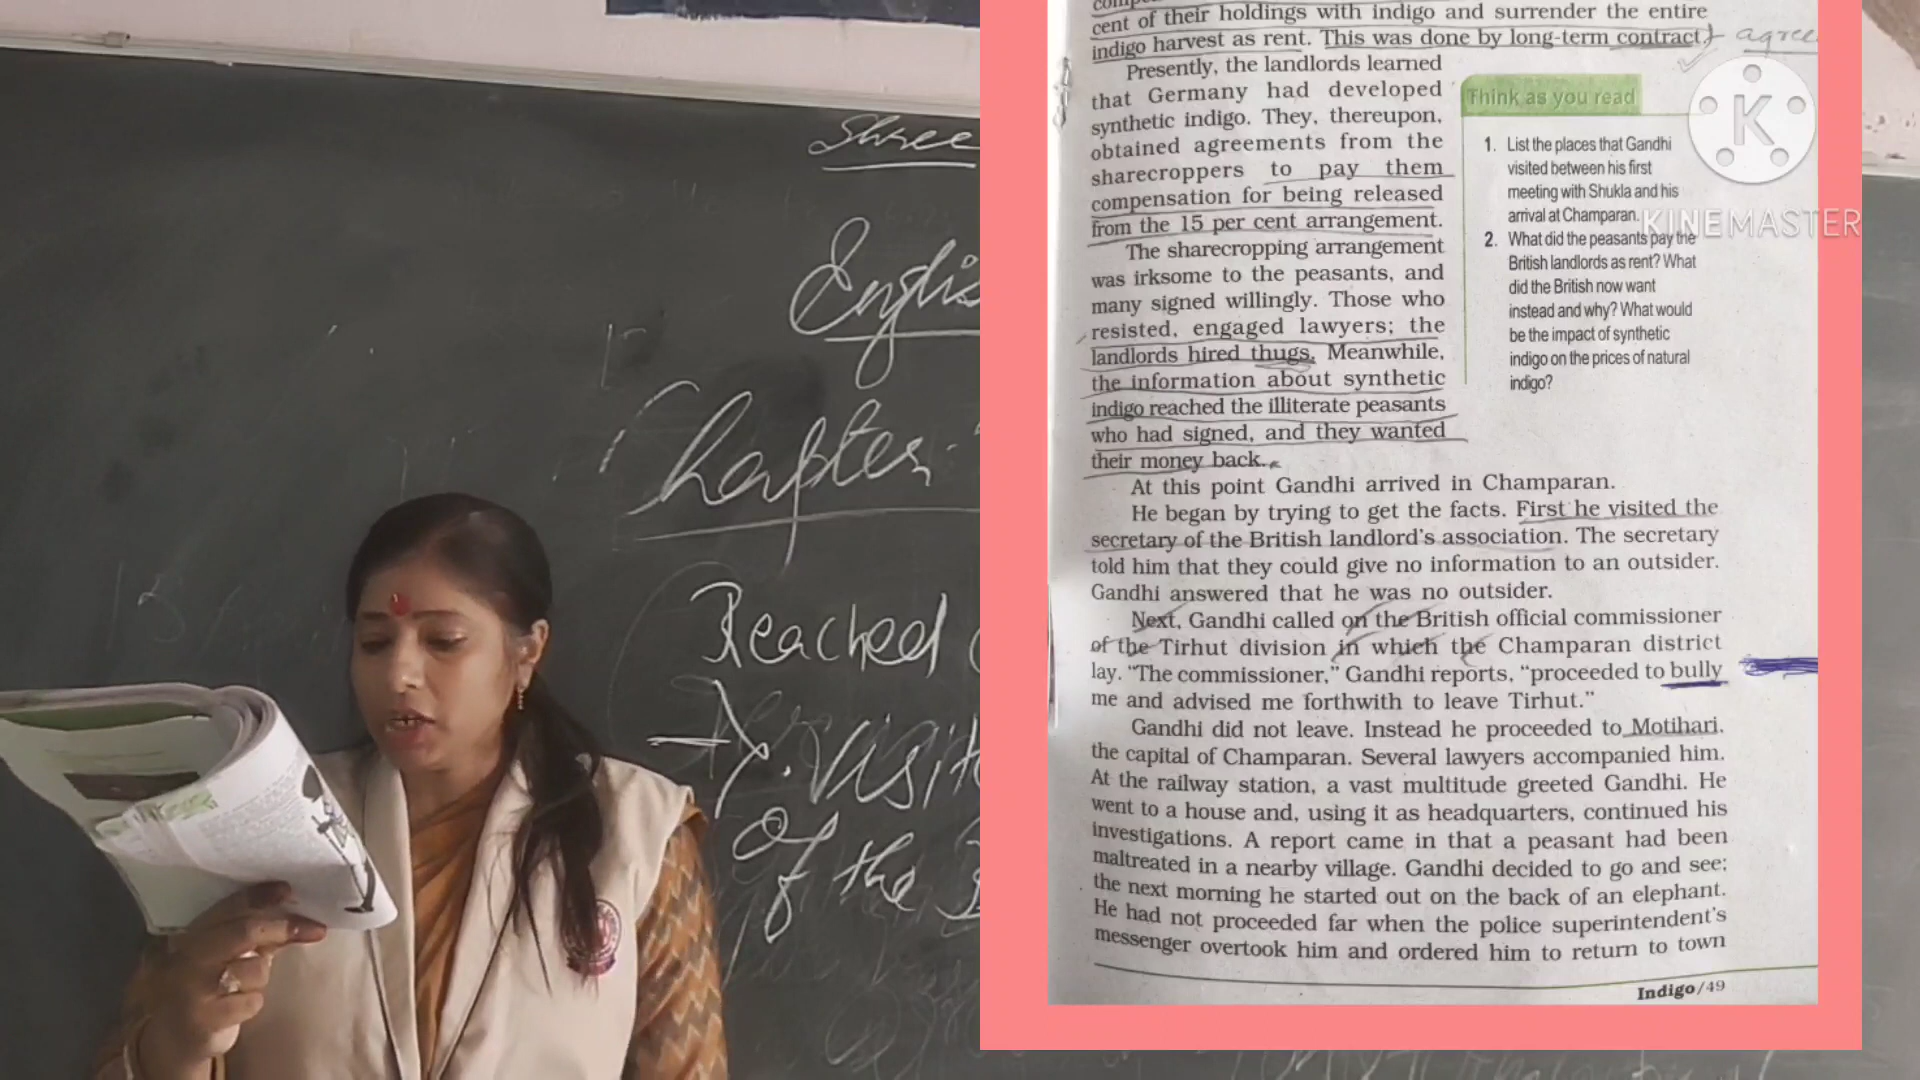 Shree
Englis
Chapter
Reached
visit
Of the B
cent of their holdings with indigo and surrender the entire
indigo harvest as rent. This was done by long-term contract.
agree
Presently, the landlords learned
that Germany had developed
synthetic indigo. They, thereupon,
obtained agreements from the
sharecroppers to pay them
compensation for being released
from the 15 per cent arrangement.
The sharecropping arrangement
was irksome to the peasants, and
many signed willingly. Those who
resisted, engaged lawyers; the
landlords hired thugs. Meanwhile,
the information about synthetic
indigo reached the illiterate peasants
who had signed, and they wanted
their money back.
Think as you read
1. List the places that Gandhi
visited between his first
meeting with Shukla and his
arrival at Champaran.
2. What did the peasants pay the
British landlords as rent? What
did the British now want
instead and why? What would
be the impact of synthetic
indigo on the prices of natural
indigo?
K
KINEMASTER
At this point Gandhi arrived in Champaran.
He began by trying to get the facts. First he visited the
secretary of the British landlord's association. The secretary
told him that they could give no information to an outsider.
Gandhi answered that he was no outsider.
Next, Gandhi called on the British official commissioner
of the Tirhut division in which the Champaran district
lay. “The commissioner,” Gandhi reports, “proceeded to bully
me and advised me forthwith to leave Tirhut.”
Gandhi did not leave. Instead he proceeded to Motihari,
the capital of Champaran. Several lawyers accompanied him.
At the railway station, a vast multitude greeted Gandhi. He
went to a house and, using it as headquarters, continued his
investigations. A report came in that a peasant had been
maltreated in a nearby village. Gandhi decided to go and see;
the next morning he started out on the back of an elephant.
He had not proceeded far when the police superintendent's
messenger overtook him and ordered him to return to town
Indigo/49